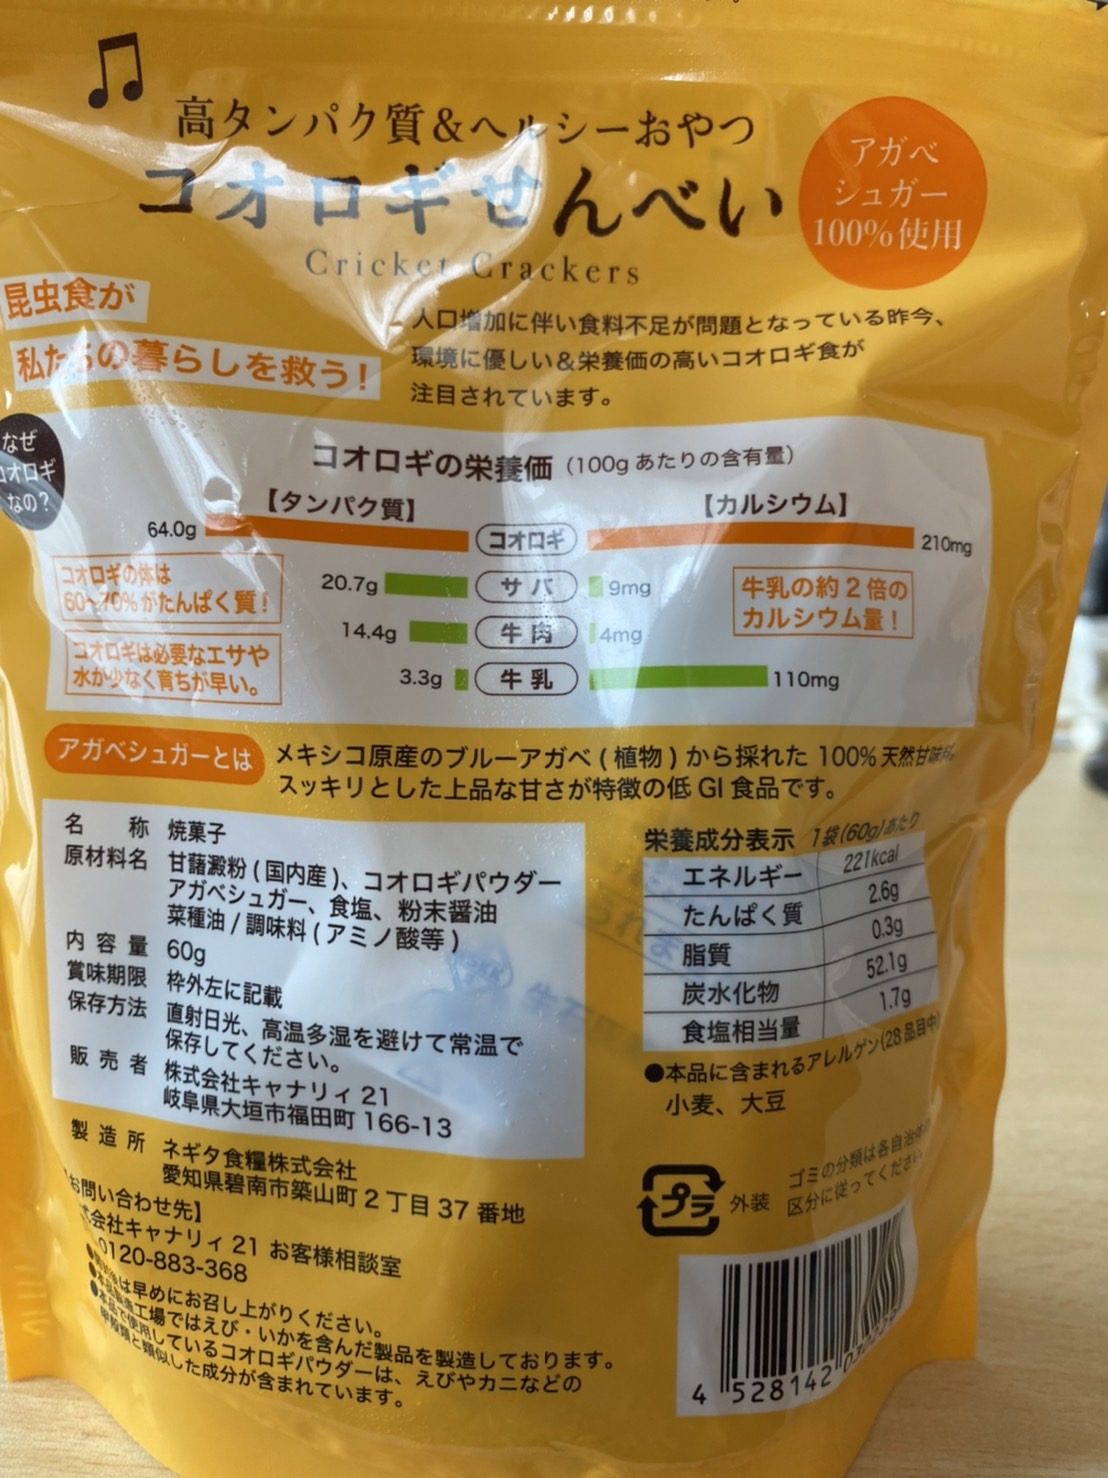 高タンパク質&ヘルシーおやつ
コオロギせんべい
Cricket Crackers
アガベ
シュガー
100%使用
昆虫食が
私たちの暮らしを救う!
人口増加に伴い食料不足が問題となっている昨今、
環境に優しい&栄養価の高いコオロギ食が
注目されています。
なぜ
コオロギ
なの?
コオロギの栄養価(100gあたりの含有量)
【タンパク質】
【カルシウム】
64.0g コオロギ 210mg
20.7g サバ 9mg
14.4g 牛肉 4mg
3.3g 牛乳 110mg
コオロギの体は
60~70%がたんぱく質!
コオロギは必要なエサや
水が少なく育ちが早い。
牛乳の約2倍の
カルシウム量!
アガベシュガーとは
メキシコ原産のブルーアガベ(植物)から採れた100%天然甘味料。
スッキリとした上品な甘さが特徴の低GI食品です。
名称 焼菓子
原材料名 甘藷澱粉(国内産)、コオロギパウダー
アガベシュガー、食塩、粉末醤油
菜種油/調味料(アミノ酸等)
内容量 60g
賞味期限 枠外左に記載
保存方法 直射日光、高温多湿を避けて常温で
保存してください。
販売者 株式会社キャナリィ21
岐阜県大垣市福田町166-13
製造所 ネギタ食糧株式会社
愛知県碧南市築山町2丁目37番地
お問い合わせ先】
式会社キャナリィ21 お客様相談室
0120-883-368
は早めにお召し上がりください。
●本品製造工場ではえび・いかを含んだ製品を製造しております。
●本品で使用しているコオロギパウダーは、えびやカニなどの
甲殻類と類似した成分が含まれています。
栄養成分表示 1袋(60g)あたり
エネルギー 221kcal
たんぱく質 2.6g
脂質 0.3g
炭水化物 52.1g
食塩相当量 1.7g
●本品に含まれるアレルゲン(28品目中)
小麦、大豆
プラ
外装
ゴミの分類は各自治体の
区分に従ってください
4 528142